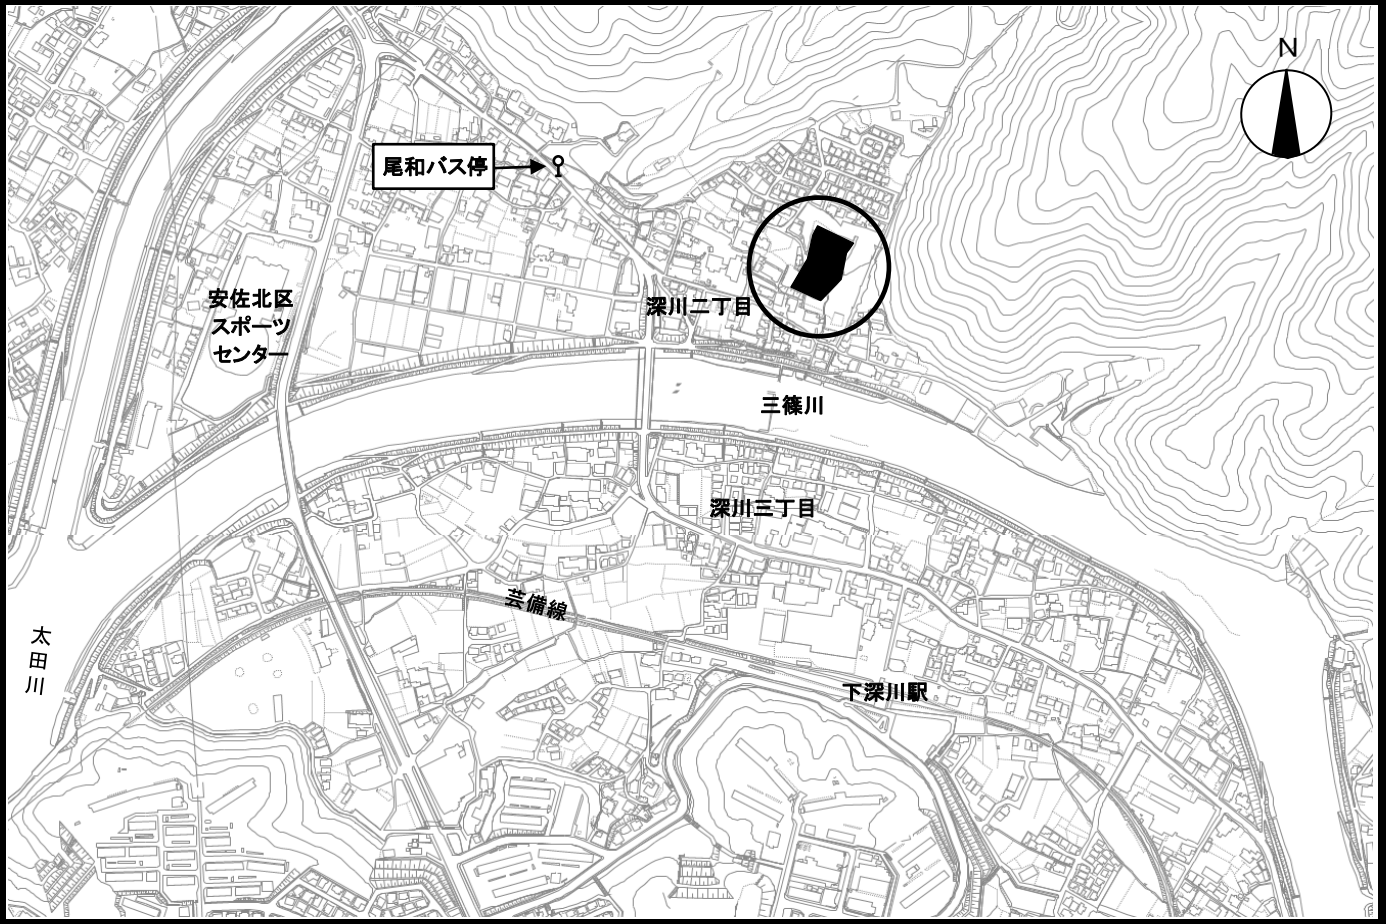 N
尾和バス停
安佐北区
スポーツ
センター
深川二丁目
三篠川
深川三丁目
芸備線
太田川
下深川駅